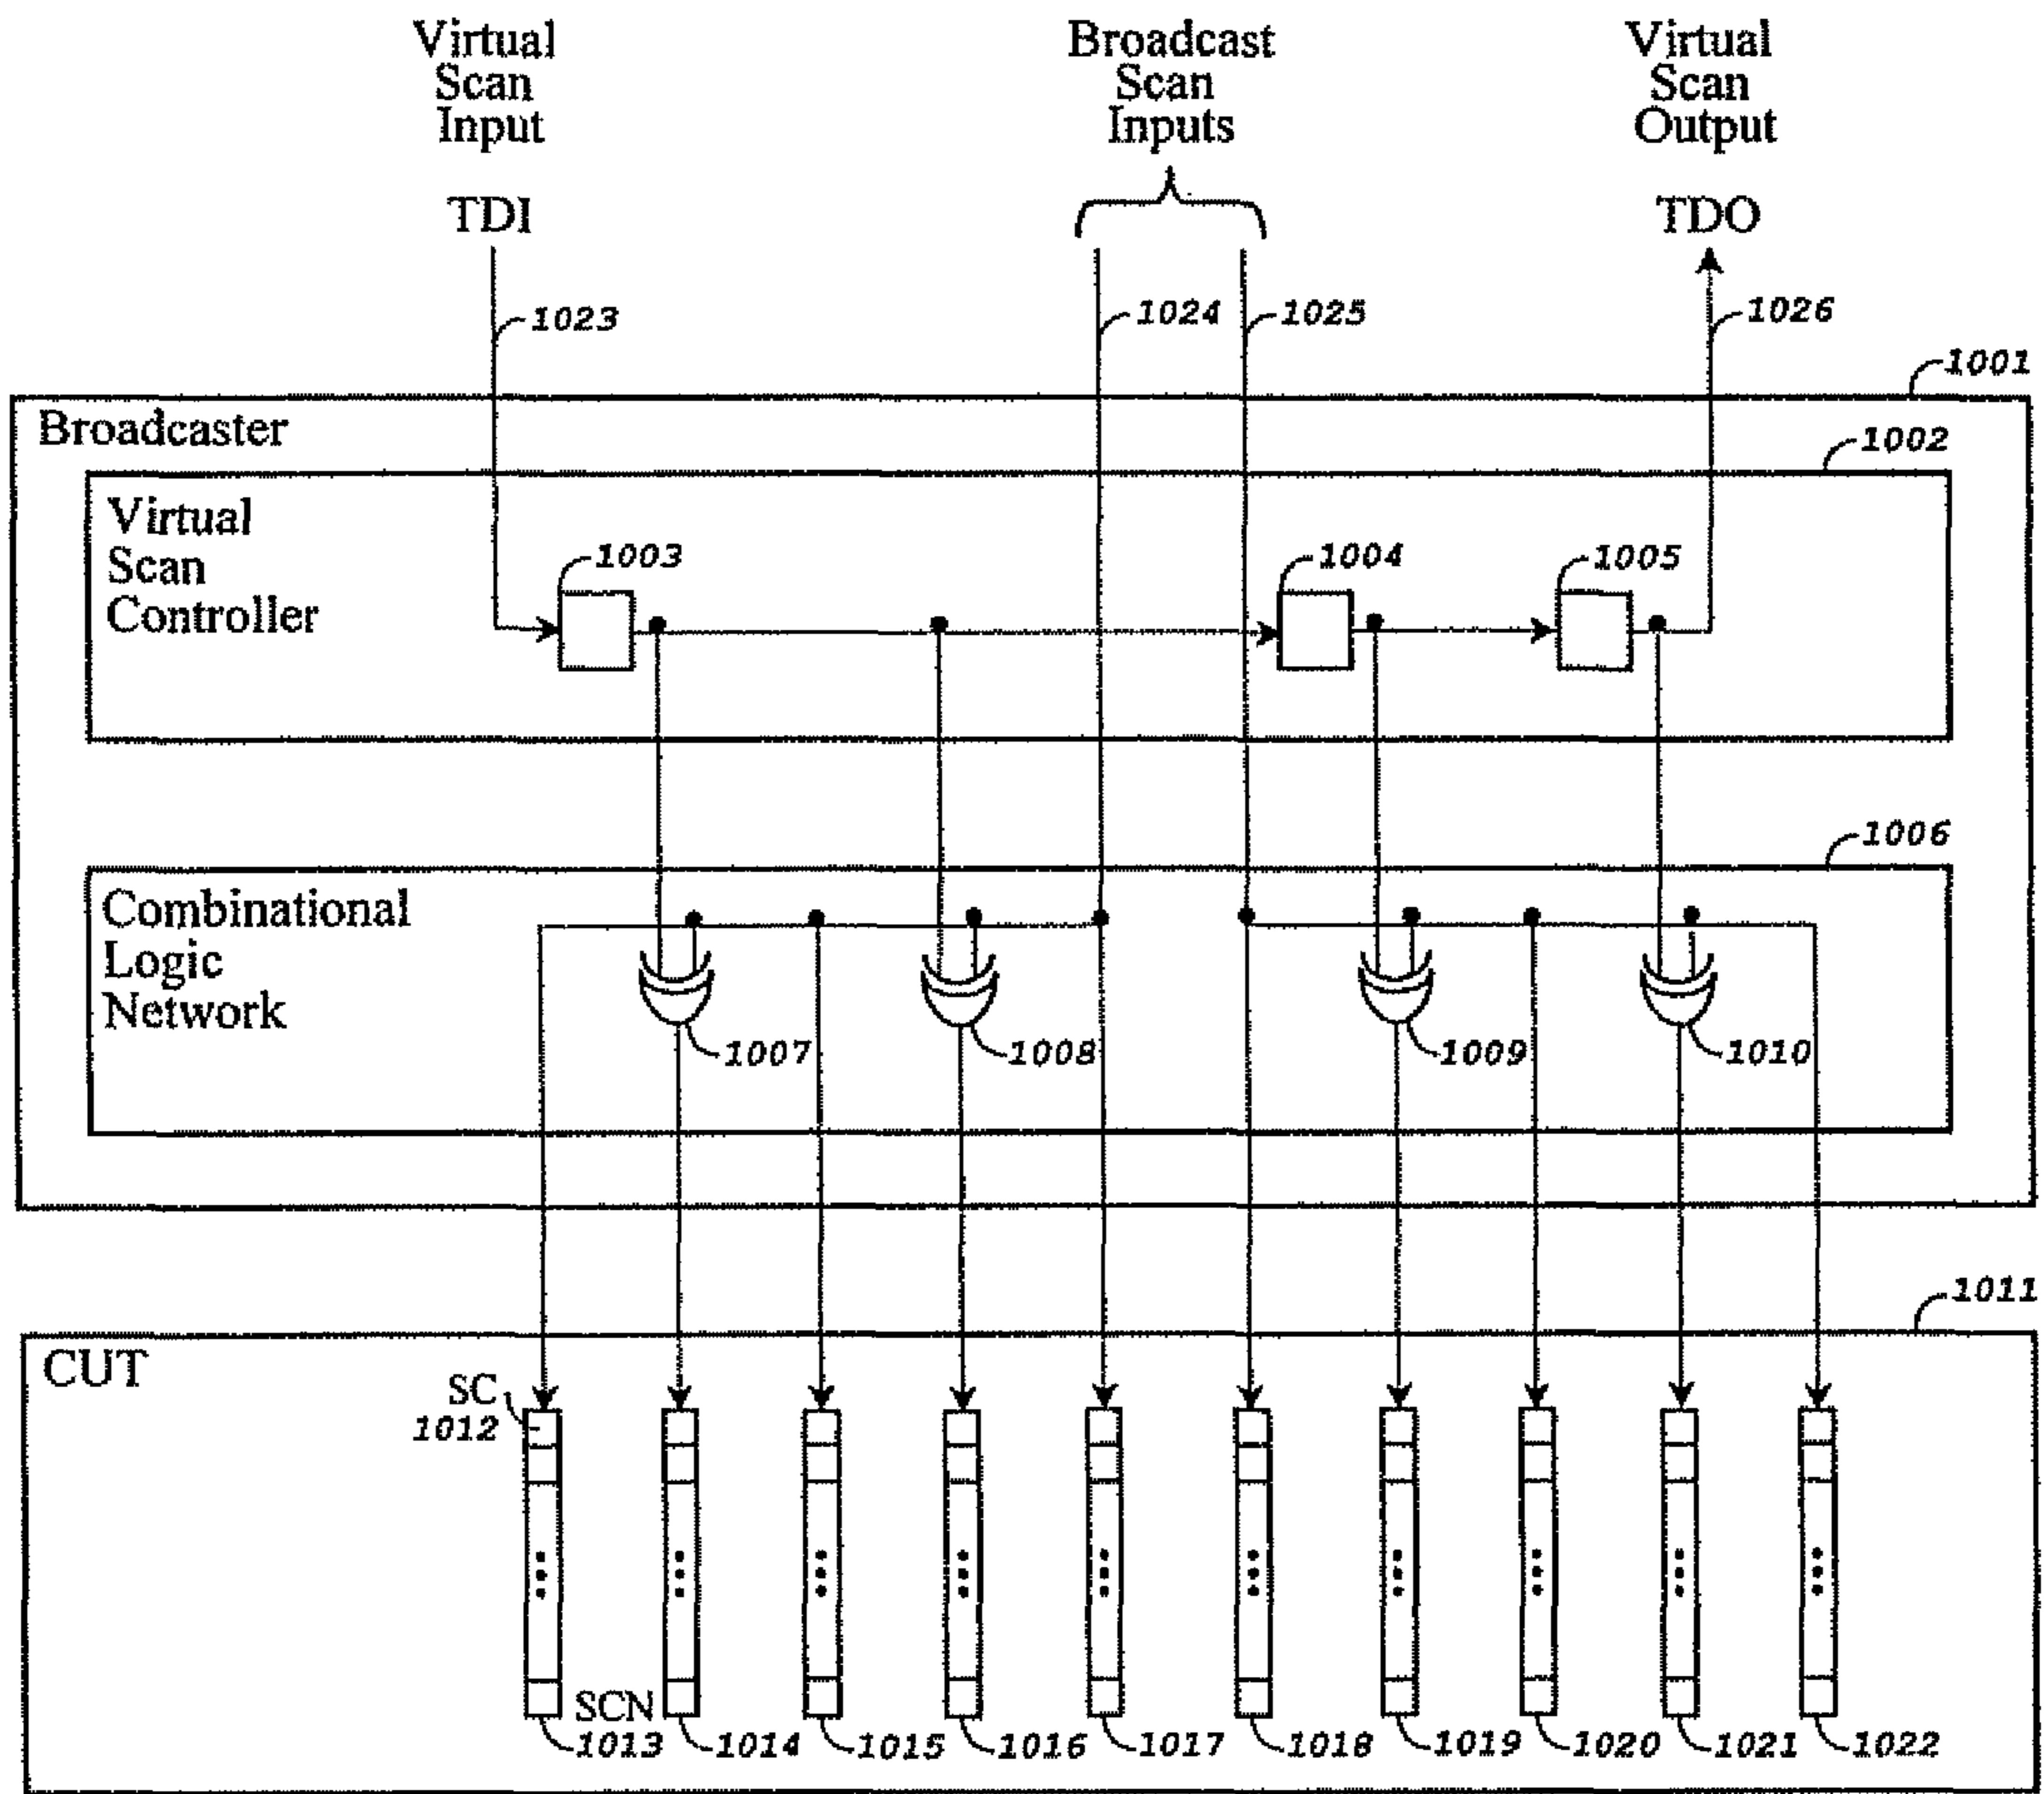 Virtual
Scan
Input
Broadcast
Scan
Inputs
Virtual
Scan
Output
TDI
TDO
1023
1024
1025
1026
1001
Broadcaster
1002
Virtual
Scan
Controller
1003
1004
1005
1006
Combinational
Logic
Network
1007
1008
1009
1010
1011
CUT
SC
1012
SCN
1013
1014
1015
1016
1017
1018
1019
1020
1021
1022